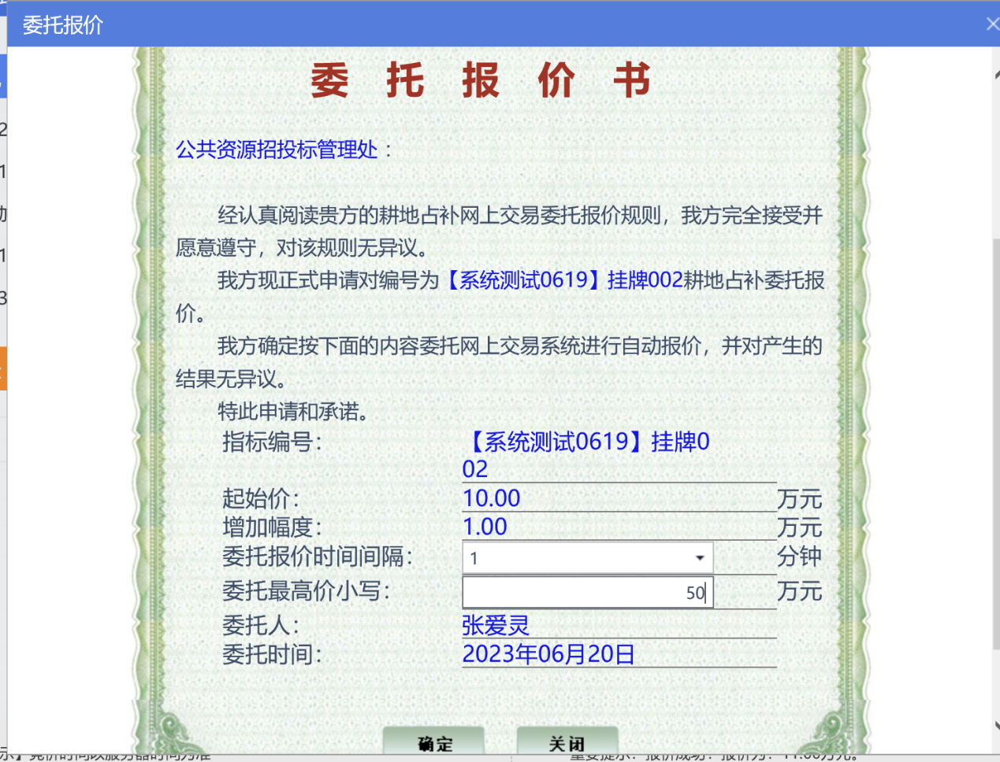 委托报价
委托报价书
公共资源招投标管理处：
经认真阅读贵方的耕地占补网上交易委托报价规则，我方完全接受并
愿意遵守，对该规则无异议。
我方现正式申请对编号为【系统测试0619】挂牌002耕地占补委托报
价。
我方确定按下面的内容委托网上交易系统进行自动报价，并对产生的
结果无异议。
特此申请和承诺。
指标编号：【系统测试0619】挂牌0
02
起始价：10.00万元
增加幅度：1.00万元
委托报价时间间隔：1分钟
委托最高价小写：50万元
委托人：张爱灵
委托时间：2023年06月20日
确定 关闭